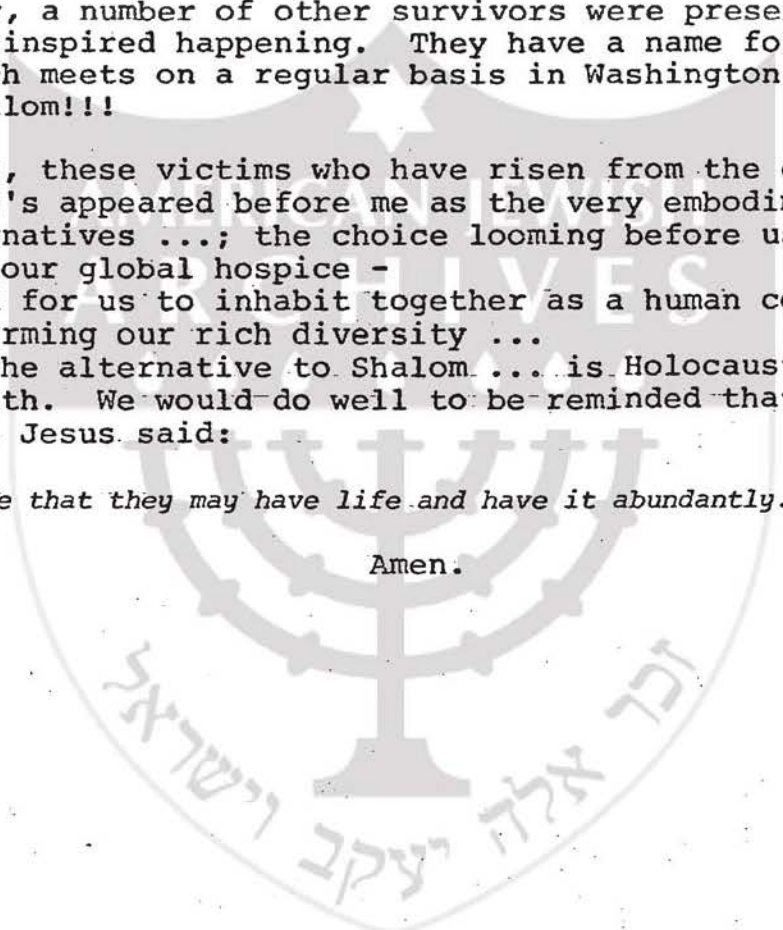 , a number of other survivors were prese
inspired happening. They have a name fo
h meets on a regular basis in Washington
lom!!!
, these victims who have risen from the
's appeared before me as the very embodi
natives ...; the choice looming before u
our global hospice -
for us to inhabit together as a human c
rming our rich diversity ...
he alternative to Shalom ... is Holocaus
th. We would do well to be reminded tha
Jesus said:
e that they may have life and have it abundantly.
Amen.
AMERICAN JEWISH
ARCHIVES
זכר אלה יעקב וישראל